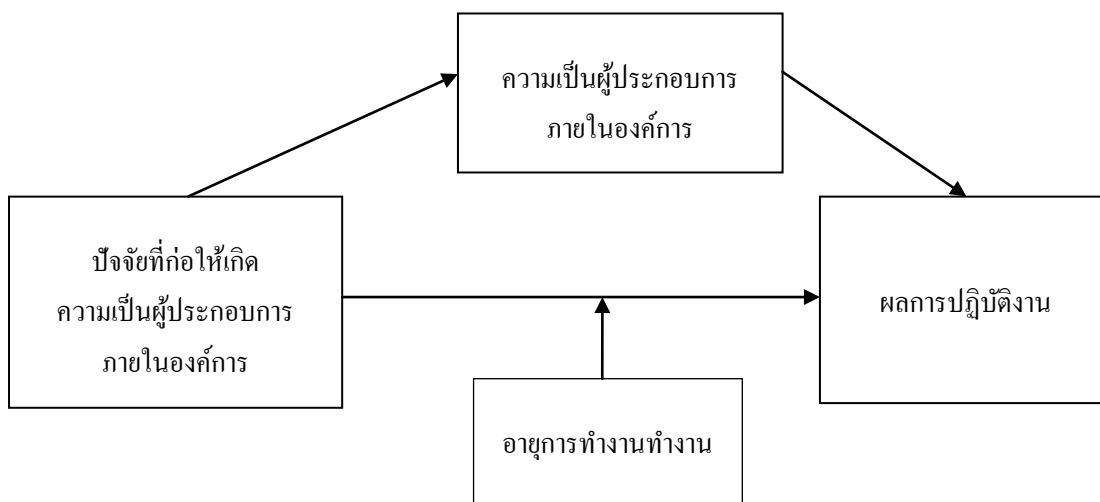 ความเป็นผู้ประกอบการ
ภายในองค์การ
ปัจจัยที่ก่อให้เกิด
ความเป็นผู้ประกอบการ
ภายในองค์การ
ผลการปฏิบัติงาน
อายุการทำงานทำงาน